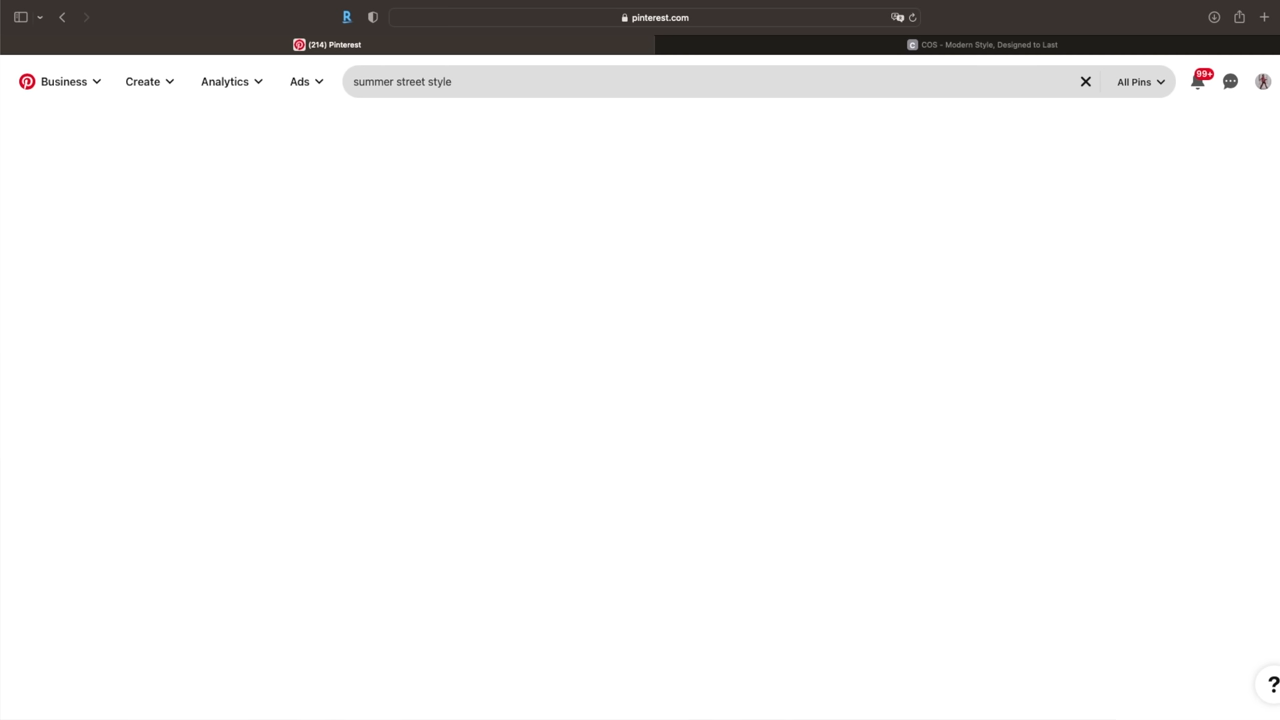 pinterest.com
(214) Pinterest
C COS - Modern Style, Designed to Last
Business Create Analytics Ads summer street style All Pins 99+
?